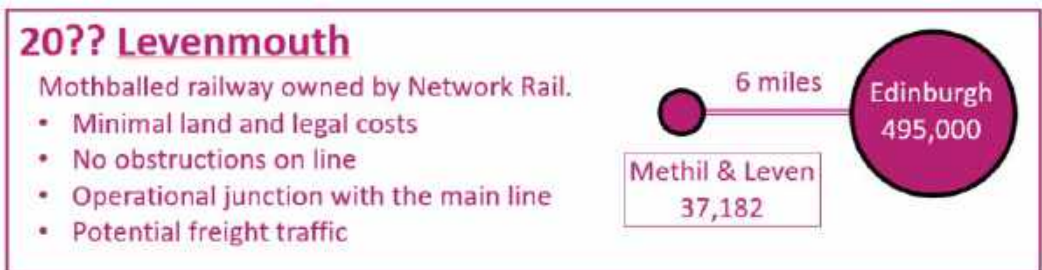 20?? Levenmouth
Mothballed railway owned by Network Rail.
• Minimal land and legal costs
• No obstructions on line
• Operational junction with the main line
• Potential freight traffic
6 miles
Edinburgh
495,000
Methil & Leven
37,182